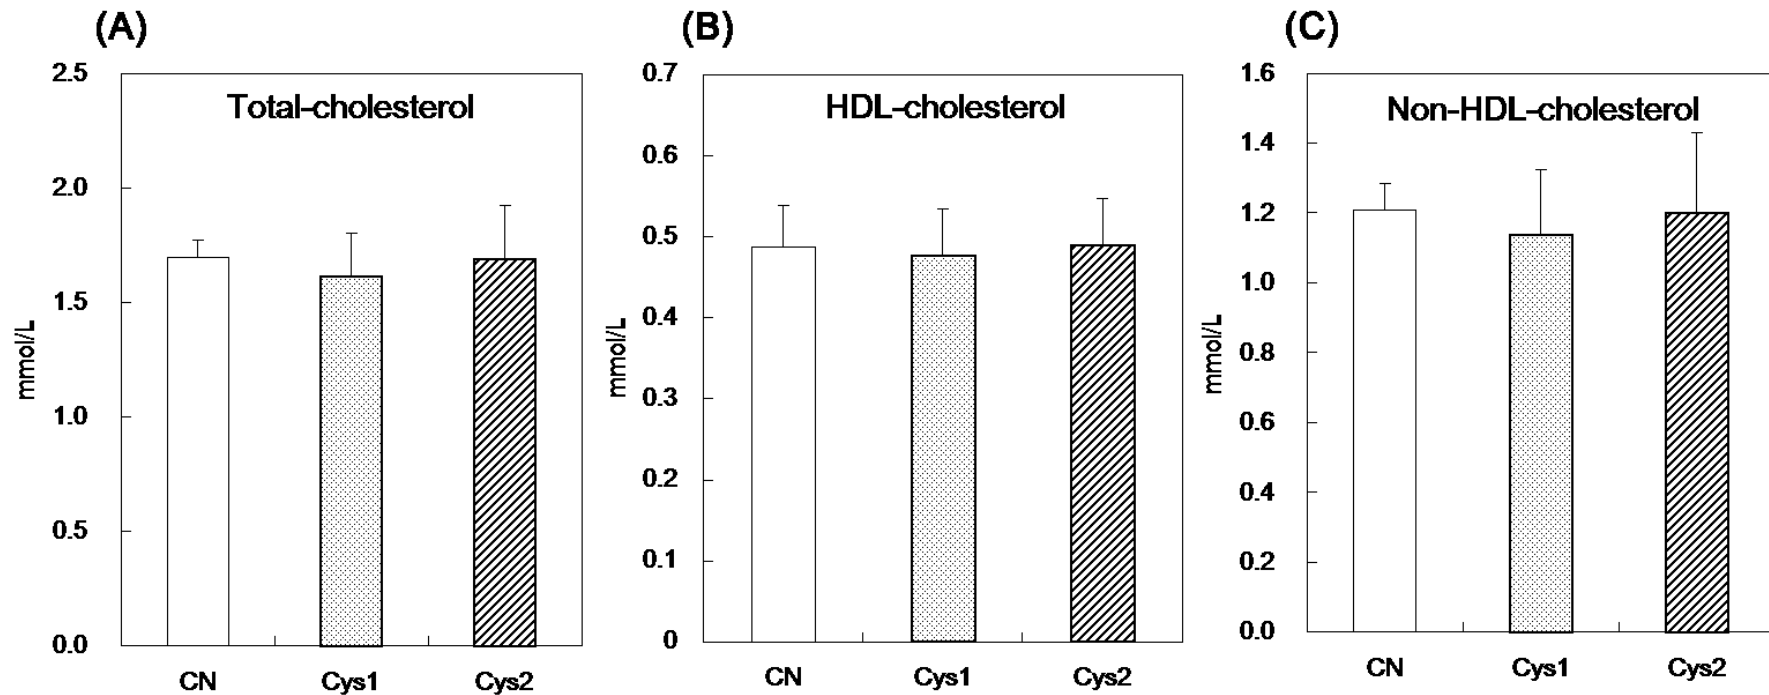 (A)
Total-cholesterol
2.5
2.0
1.5
1.0
0.5
0.0
mmol/L
CN Cys1 Cys2
(B)
HDL-cholesterol
0.7
0.6
0.5
0.4
0.3
0.2
0.1
0
mmol/L
CN Cys1 Cys2
(C)
Non-HDL-cholesterol
1.6
1.4
1.2
1.0
0.8
0.6
0.4
0.2
0.0
mmol/L
CN Cys1 Cys2